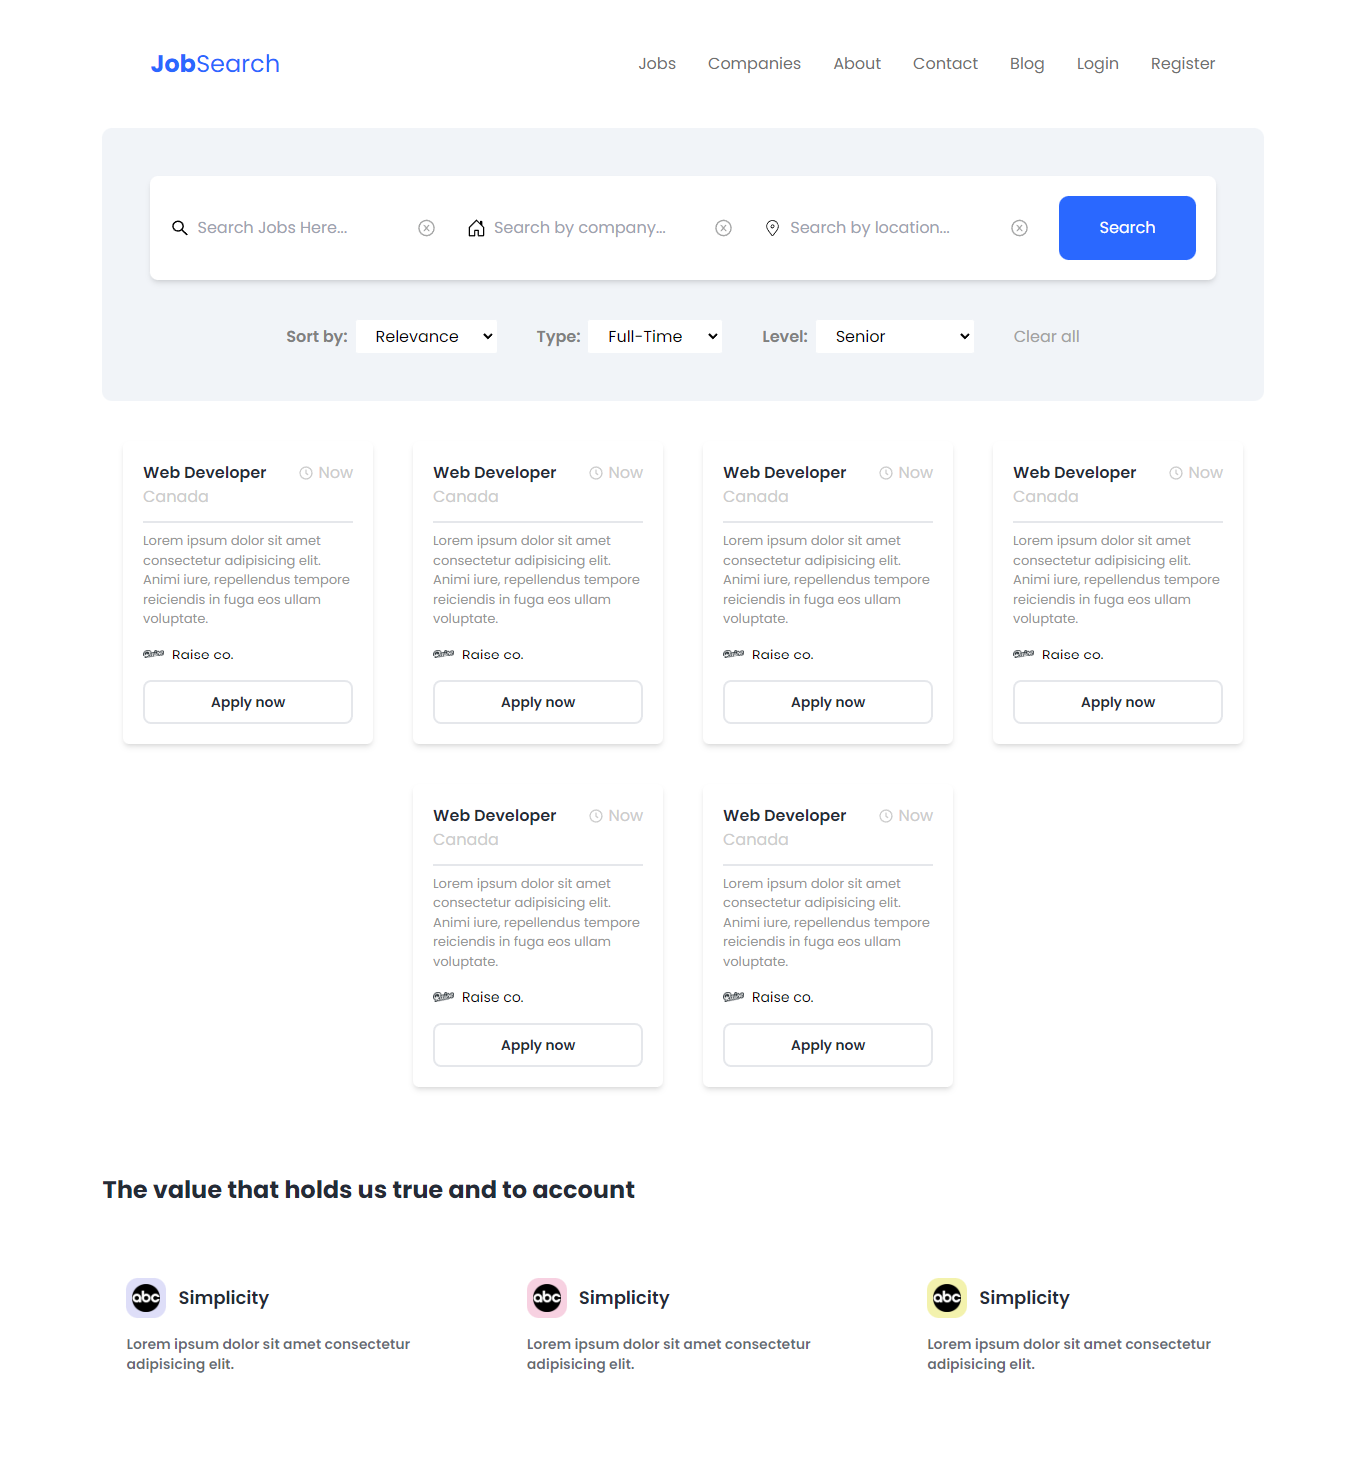 JobSearch
Jobs Companies About Contact Blog Login Register
Search Jobs Here... Search by company... Search by location... Search
Sort by: Relevance Type: Full-Time Level: Senior Clear all
Web Developer Now
Canada
Lorem ipsum dolor sit amet
consectetur adipisicing elit.
Animi iure, repellendus tempore
reiciendis in fuga eos ullam
voluptate.
Raise co.
Apply now
Web Developer Now
Canada
Lorem ipsum dolor sit amet
consectetur adipisicing elit.
Animi iure, repellendus tempore
reiciendis in fuga eos ullam
voluptate.
Raise co.
Apply now
Web Developer Now
Canada
Lorem ipsum dolor sit amet
consectetur adipisicing elit.
Animi iure, repellendus tempore
reiciendis in fuga eos ullam
voluptate.
Raise co.
Apply now
Web Developer Now
Canada
Lorem ipsum dolor sit amet
consectetur adipisicing elit.
Animi iure, repellendus tempore
reiciendis in fuga eos ullam
voluptate.
Raise co.
Apply now
Web Developer Now
Canada
Lorem ipsum dolor sit amet
consectetur adipisicing elit.
Animi iure, repellendus tempore
reiciendis in fuga eos ullam
voluptate.
Raise co.
Apply now
Web Developer Now
Canada
Lorem ipsum dolor sit amet
consectetur adipisicing elit.
Animi iure, repellendus tempore
reiciendis in fuga eos ullam
voluptate.
Raise co.
Apply now
The value that holds us true and to account
abc Simplicity
Lorem ipsum dolor sit amet consectetur
adipisicing elit.
abc Simplicity
Lorem ipsum dolor sit amet consectetur
adipisicing elit.
abc Simplicity
Lorem ipsum dolor sit amet consectetur
adipisicing elit.